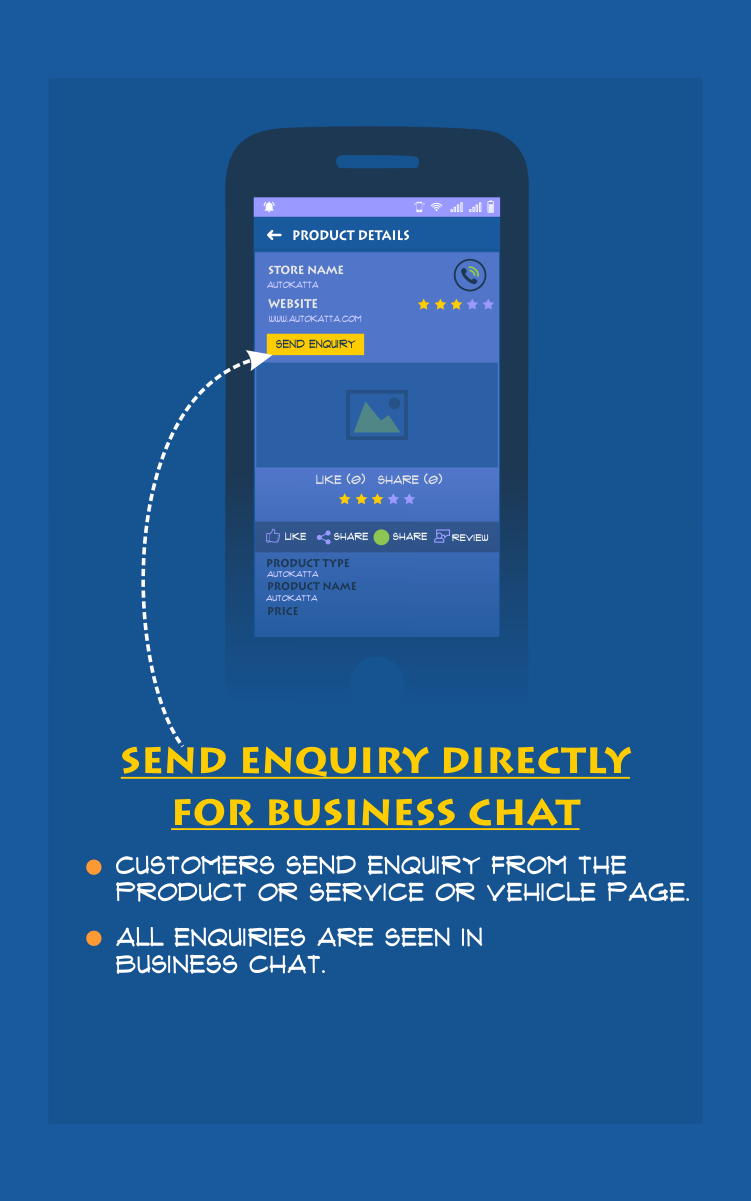 PRODUCT DETAILS
STORE NAME
AUTOKATTA
WEBSITE
WWW.AUTOKATTA.COM
SEND ENQUIRY
LIKE (0) SHARE (0)
LIKE SHARE SHARE REVIEW
PRODUCT TYPE
AUTOKATTA
PRODUCT NAME
AUTOKATTA
PRICE
SEND ENQUIRY DIRECTLY
FOR BUSINESS CHAT
CUSTOMERS SEND ENQUIRY FROM THE
PRODUCT OR SERVICE OR VEHICLE PAGE.
ALL ENQUIRIES ARE SEEN IN
BUSINESS CHAT.